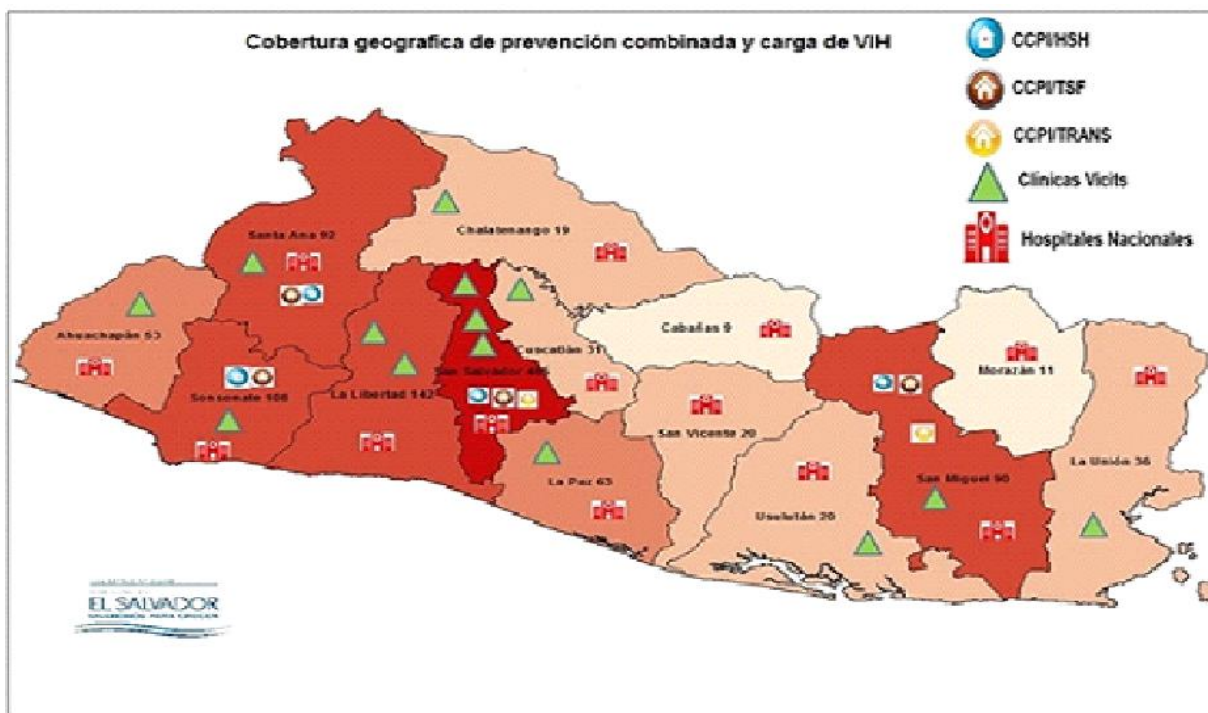 Cobertura geografica de prevención combinada y carga de VIH
CCPI/HSH
CCPI/TSF
CCPI/TRANS
Clínicas Vicits
Hospitales Nacionales
Santa Ana 92
Chalatenango 19
Ahuachapán 63
Cabañas 9
Cuscatlán 31
Morazán 11
San Salvador
Sonsonate 108
La Libertad 142
San Vicente 20
La Unión 36
La Paz 63
San Miguel 90
Usulután
EL SALVADOR